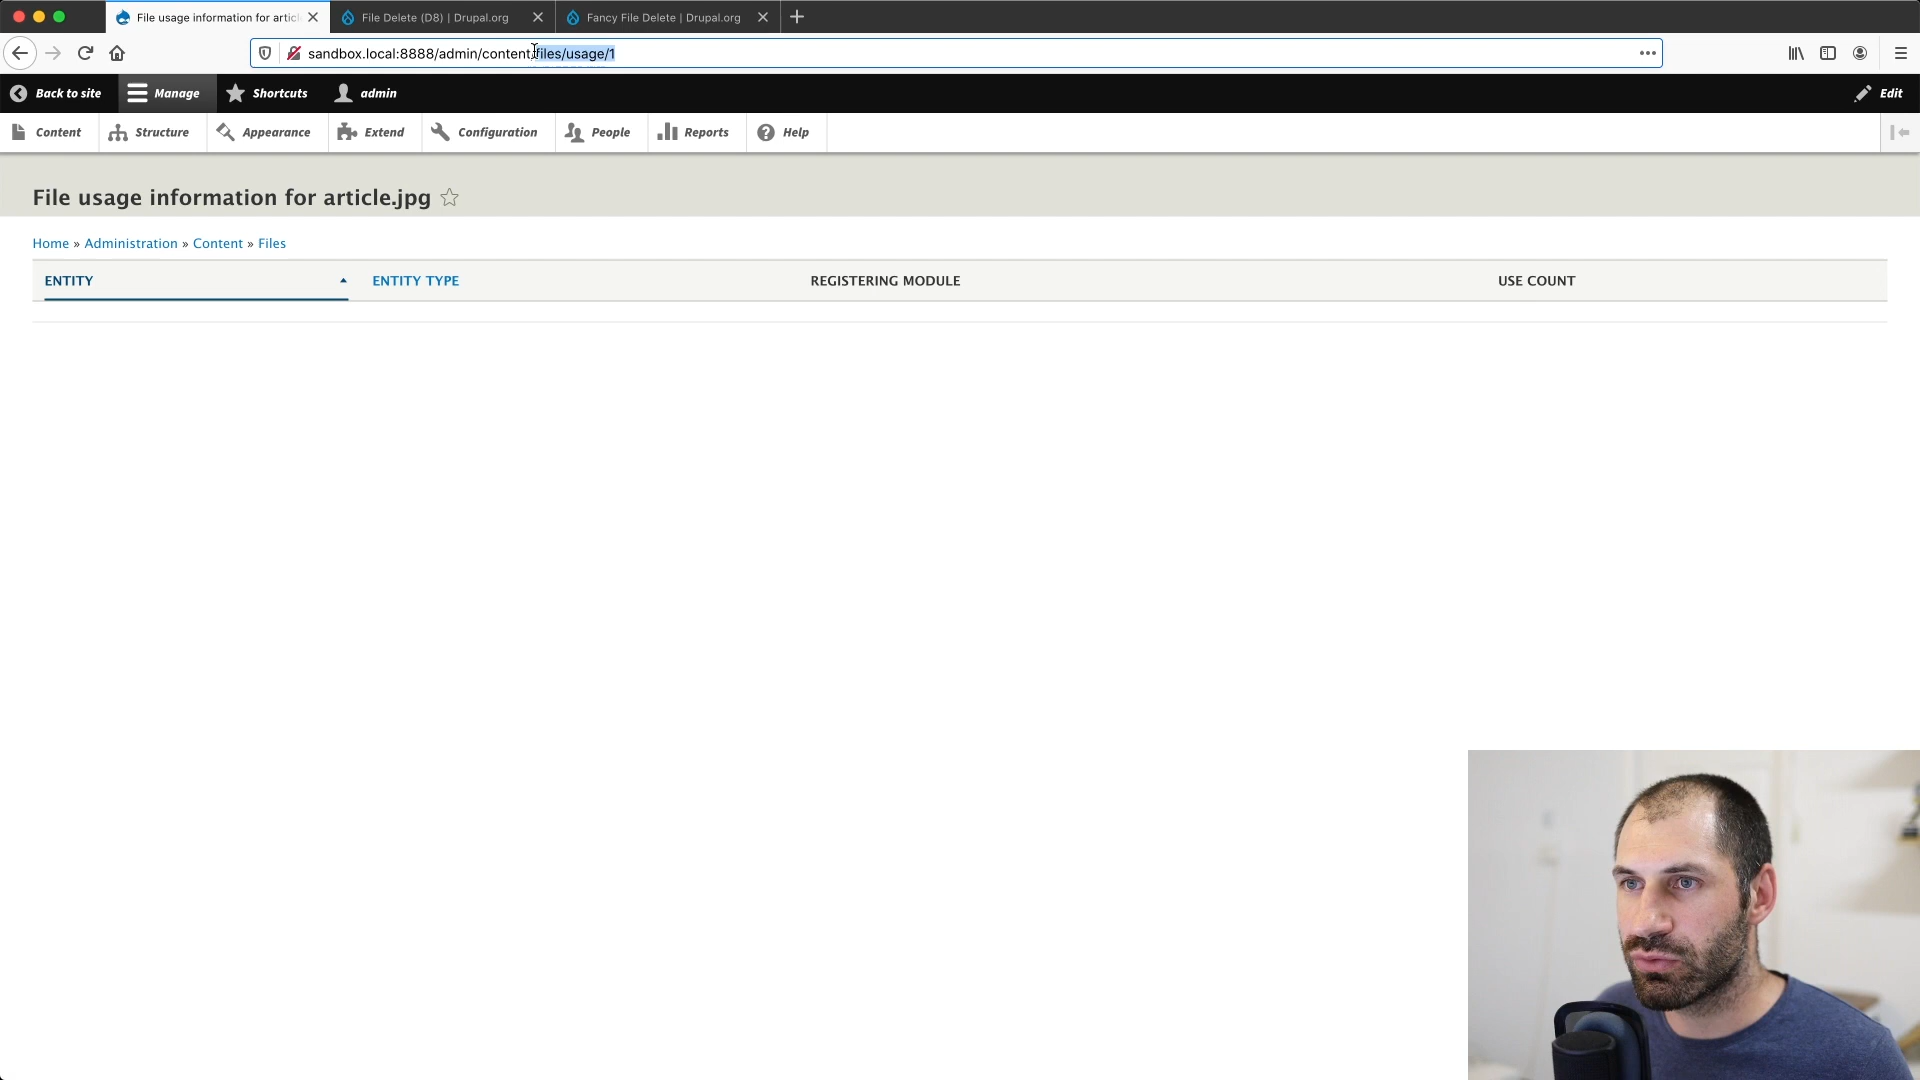 File usage information for artic
File Delete (D8) | Drupal.org
Fancy File Delete | Drupal.org
sandbox.local:8888/admin/content/files/usage/1
Back to site
Manage
Shortcuts
admin
Edit
Content
Structure
Appearance
Extend
Configuration
People
Reports
Help
File usage information for article.jpg
Home » Administration » Content » Files
ENTITY
ENTITY TYPE
REGISTERING MODULE
USE COUNT